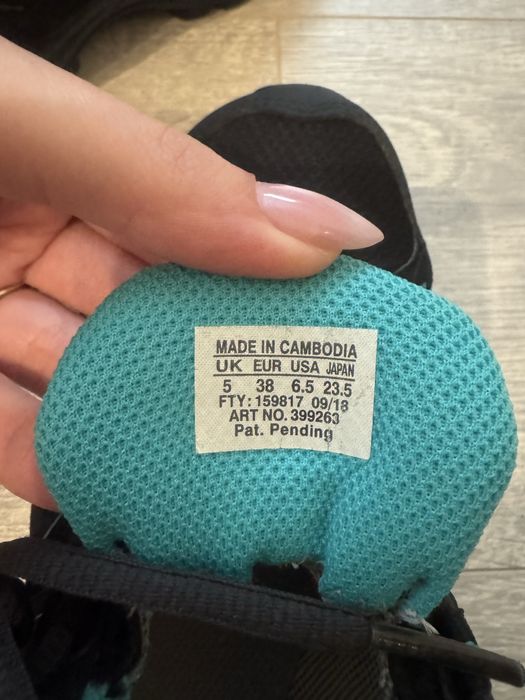 MADE IN CAMBODIA
UK EUR USA JAPAN
5 38 6.5 23.5
FTY: 159817 09/18
ART NO. 399263
Pat. Pending